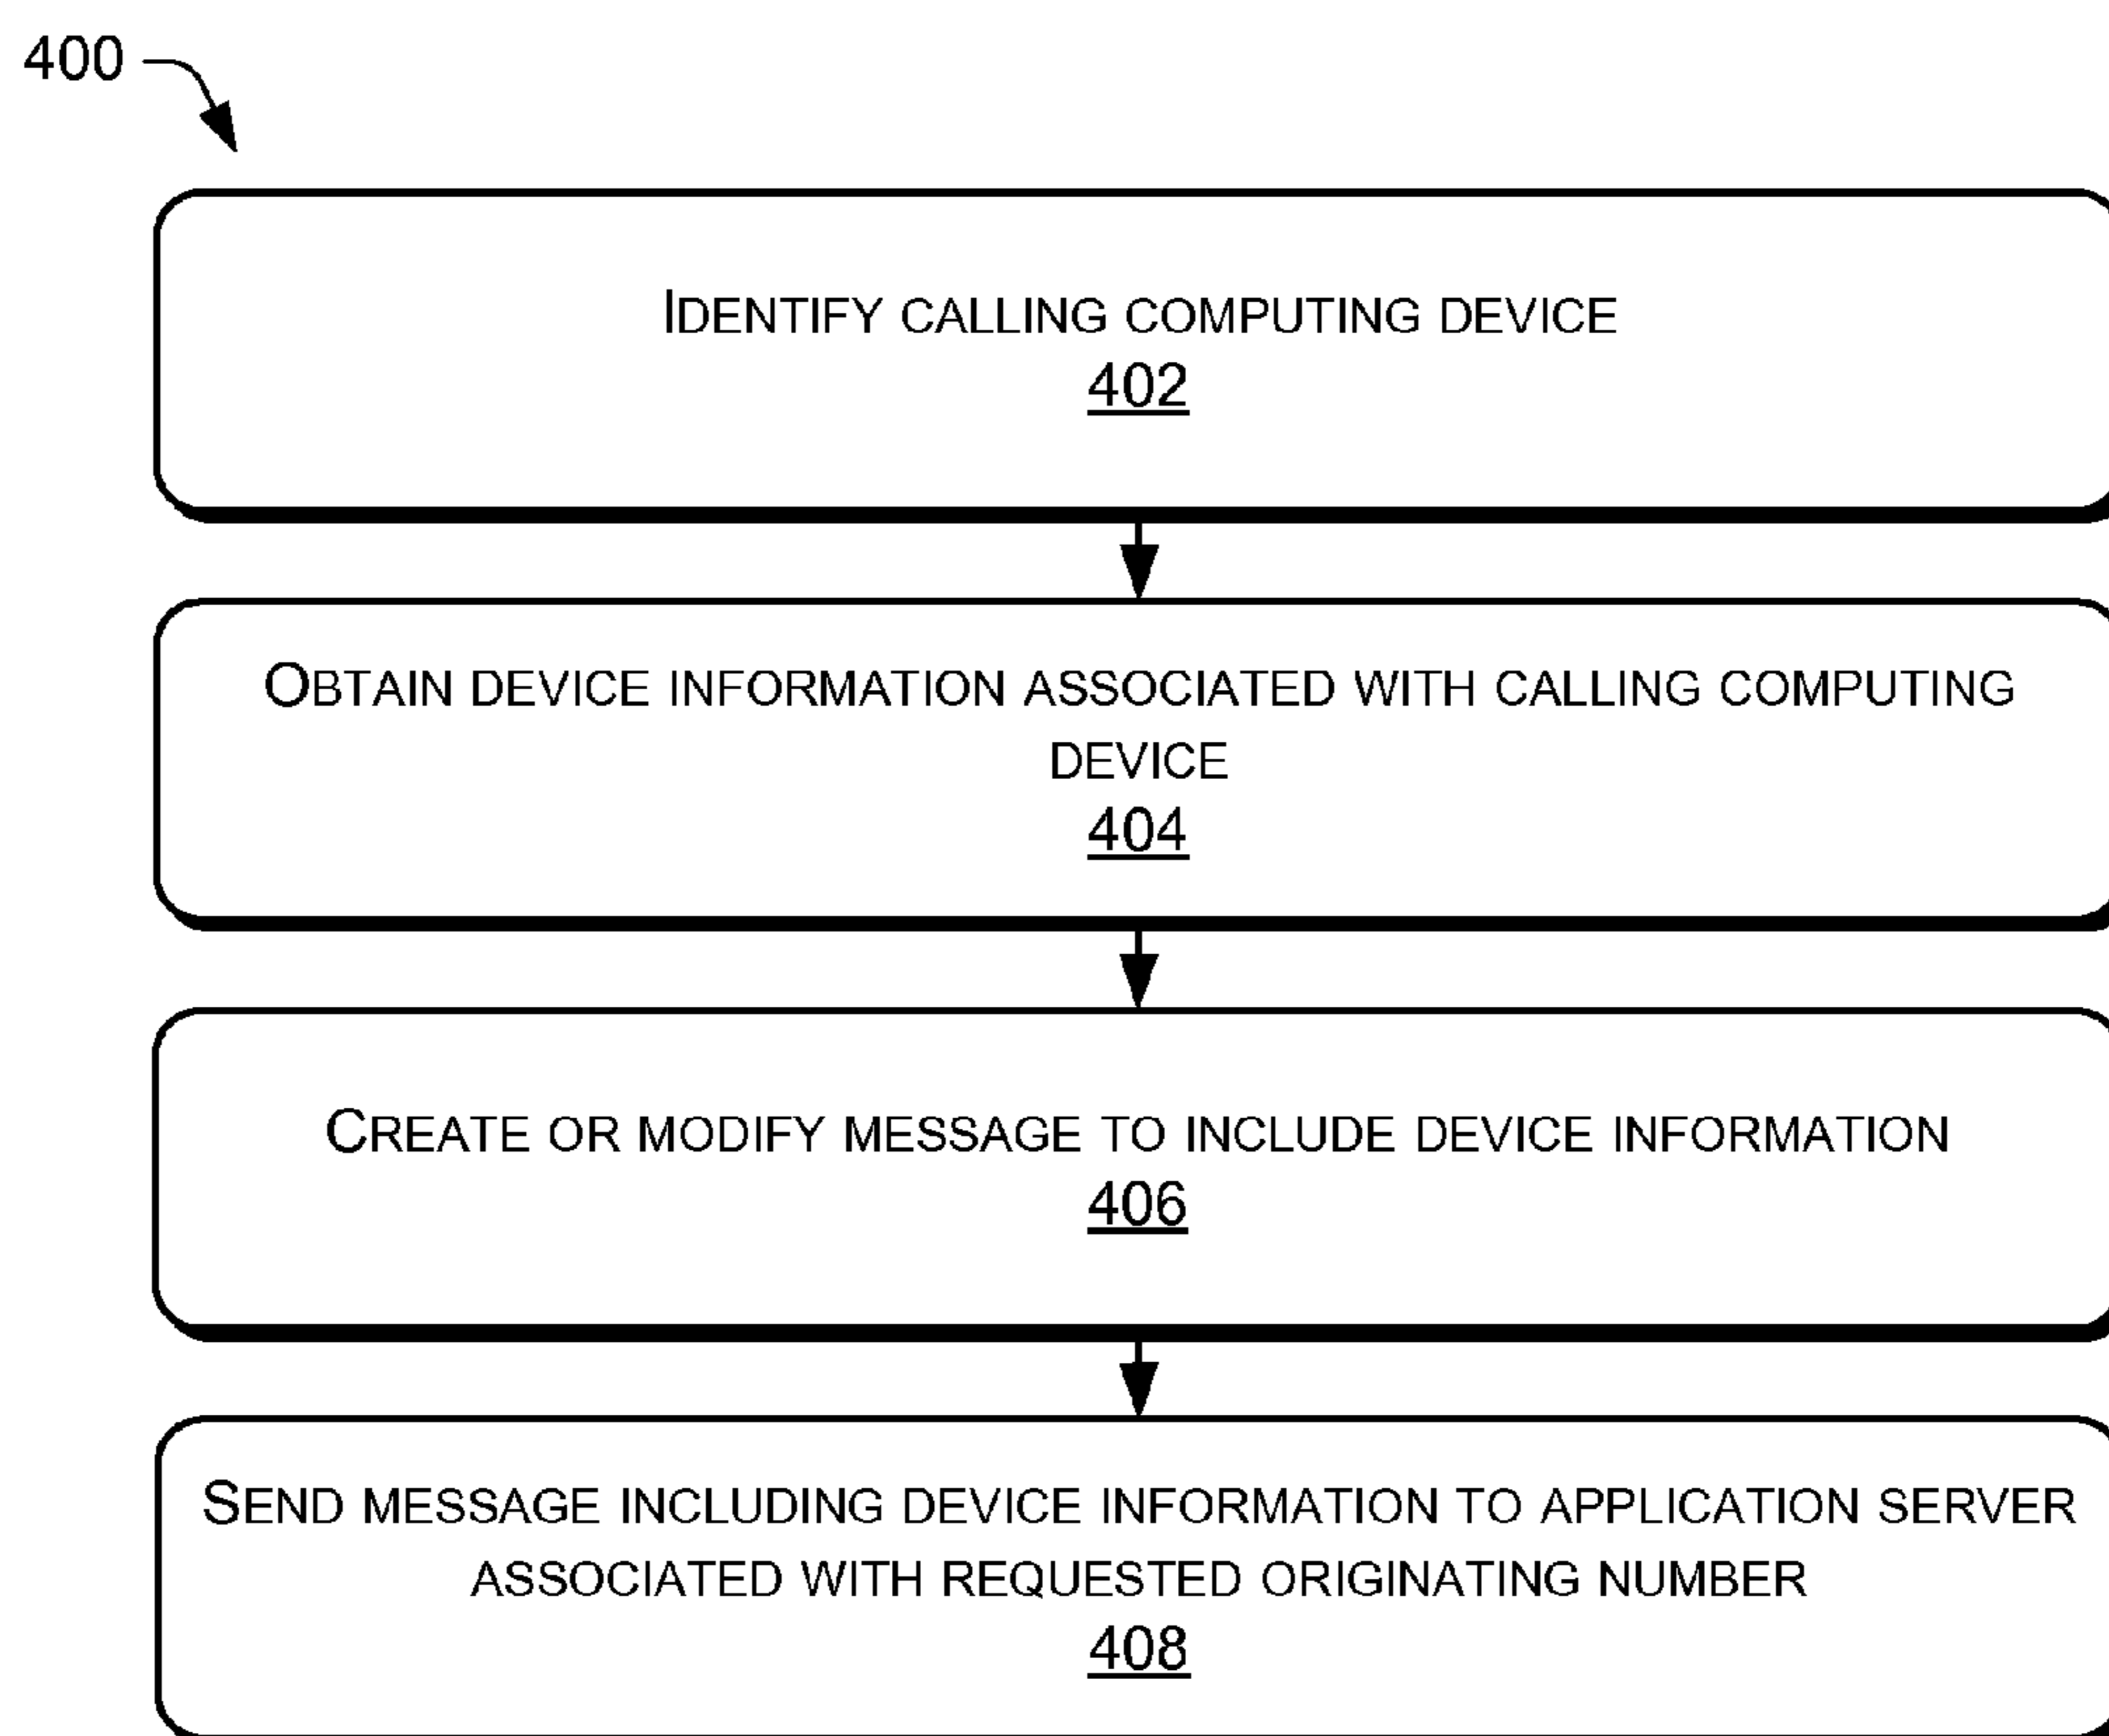 400
IDENTIFY CALLING COMPUTING DEVICE
402
OBTAIN DEVICE INFORMATION ASSOCIATED WITH CALLING COMPUTING
DEVICE
404
CREATE OR MODIFY MESSAGE TO INCLUDE DEVICE INFORMATION
406
SEND MESSAGE INCLUDING DEVICE INFORMATION TO APPLICATION SERVER
ASSOCIATED WITH REQUESTED ORIGINATING NUMBER
408